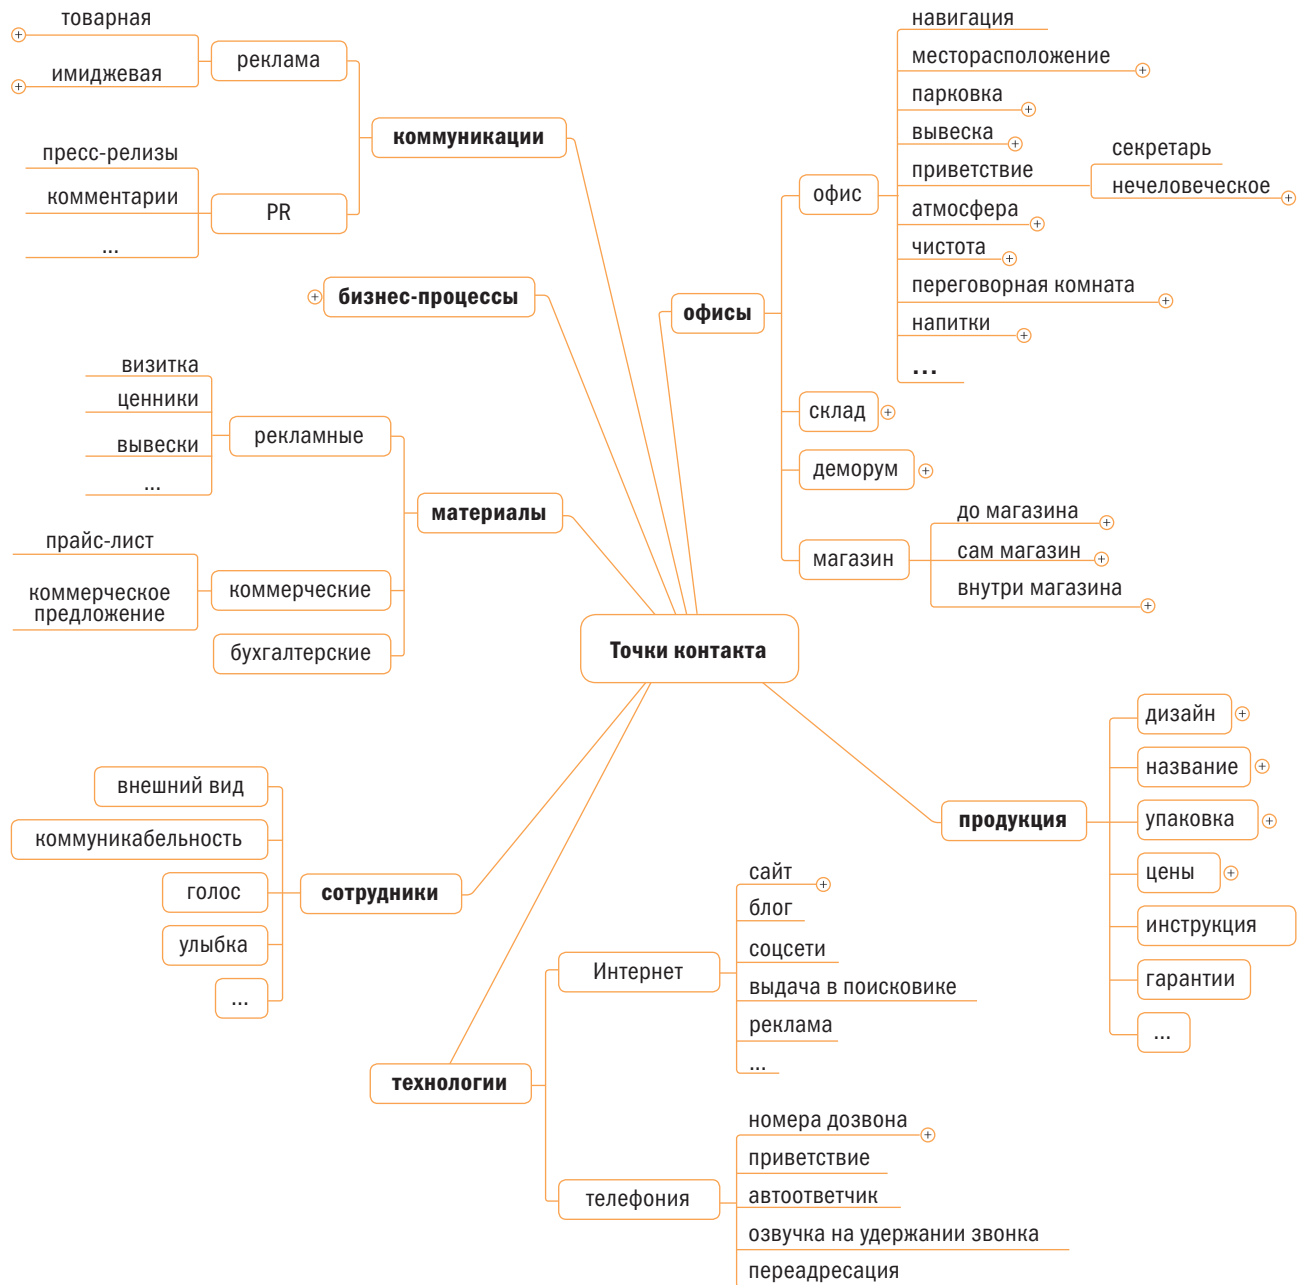 товарная
имиджевая
реклама
пресс-релизы
комментарии
...
PR
коммуникации
бизнес-процессы
визитка
ценники
вывески
...
рекламные
прайс-лист
коммерческое
предложение
коммерческие
бухгалтерские
материалы
навигация
месторасположение
парковка
вывеска
приветствие
секретарь
нечеловеческое
атмосфера
чистота
переговорная комната
напитки
...
офис
офисы
склад
деморум
магазин
до магазина
сам магазин
внутри магазина
Точки контакта
внешний вид
коммуникабельность
голос
улыбка
...
сотрудники
продукция
дизайн
название
упаковка
цены
инструкция
гарантии
...
технологии
Интернет
сайт
блог
соцсети
выдача в поисковике
реклама
...
телефония
номера дозвона
приветствие
автоответчик
озвучка на удержании звонка
переадресация